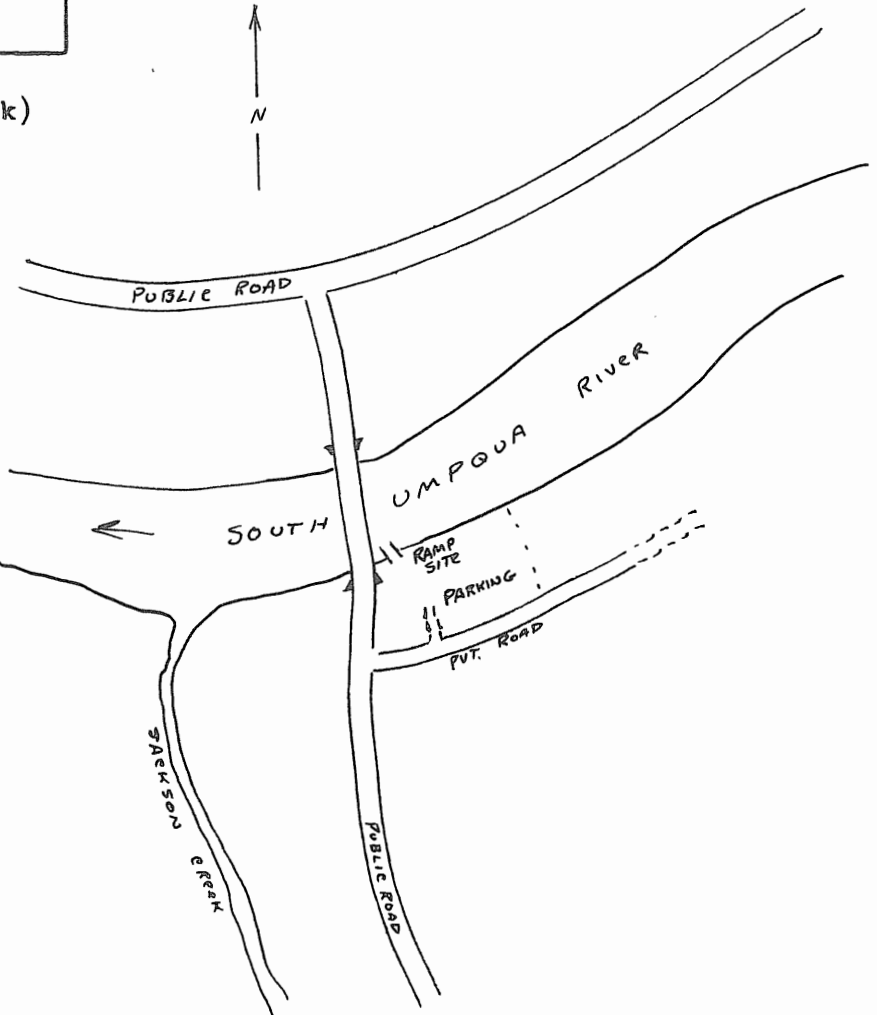 k)
N
PUBLIC ROAD
RIVER
UMPQUA
SOUTH
RAMP
SITE
PARKING
PVT. ROAD
JACKSON CREEK
PUBLIC ROAD